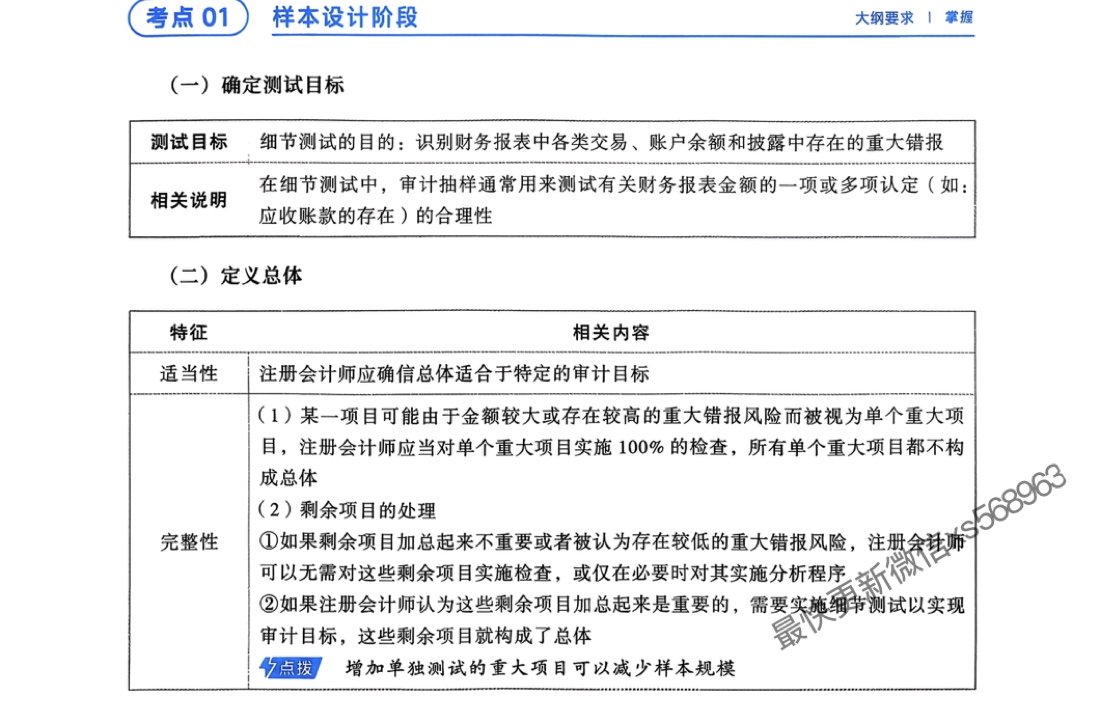 考点 01 样本设计阶段 大纲要求 | 掌握
（一）确定测试目标
测试目标 细节测试的目的：识别财务报表中各类交易、账户余额和披露中存在的重大错报
相关说明 在细节测试中，审计抽样通常用来测试有关财务报表金额的一项或多项认定（如：
应收账款的存在）的合理性
（二）定义总体
特征 相关内容
适当性 注册会计师应确信总体适合于特定的审计目标
完整性
（1）某一项目可能由于金额较大或存在较高的重大错报风险而被视为单个重大项
目，注册会计师应当对单个重大项目实施 100% 的检查，所有单个重大项目都不构
成总体
（2）剩余项目的处理
①如果剩余项目加总起来不重要或者被认为存在较低的重大错报风险，注册会计师
可以无需对这些剩余项目实施检查，或仅在必要时对其实施分析程序
②如果注册会计师认为这些剩余项目加总起来是重要的，需要实施细节测试以实现
审计目标，这些剩余项目就构成了总体
点拨 增加单独测试的重大项目可以减少样本规模
最快更新微信xs568963